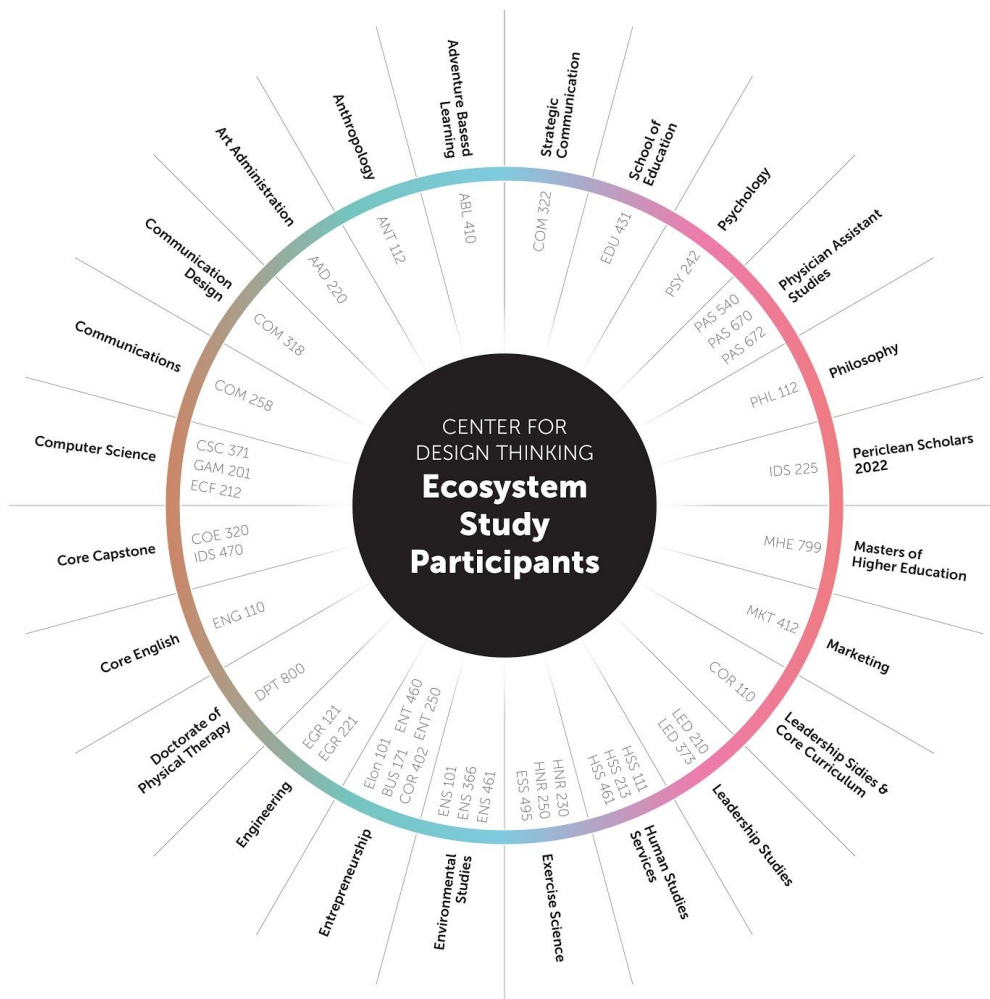 CENTER FOR
DESIGN THINKING
Ecosystem
Study
Participants
Strategic
Communication
COM 322
School of
Education
EDU 431
Psychology
PSY 242
Physician Assistant
Studies
PAS 540
PAS 670
PAS 672
Philosophy
PHL 112
Periclean Scholars
2022
IDS 225
Masters of
Higher Education
MHE 799
Marketing
MKT 412
Leadership Sidies &
Core Curriculum
COR 110
Leadership Studies
LED 210
LED 373
Human Studies
Services
HSS 111
HSS 213
HSS 461
Exercise Science
HNR 230
HNR 250
ESS 495
Environmental
Studies
ENS 101
ENS 366
ENS 461
Entrepreneurship
ENT 460
ENT 250
Elon 101
BUS 171
COR 402
Engineering
EGR 121
EGR 221
Doctorate of
Physical Therapy
DPT 800
Core English
ENG 110
Core Capstone
COE 320
IDS 470
Computer Science
CSC 371
GAM 201
ECF 212
Communications
COM 258
Communication
Design
COM 318
Art Administration
AAD 220
Anthropology
ANT 112
Adventure Basesd
Learning
ABL 410